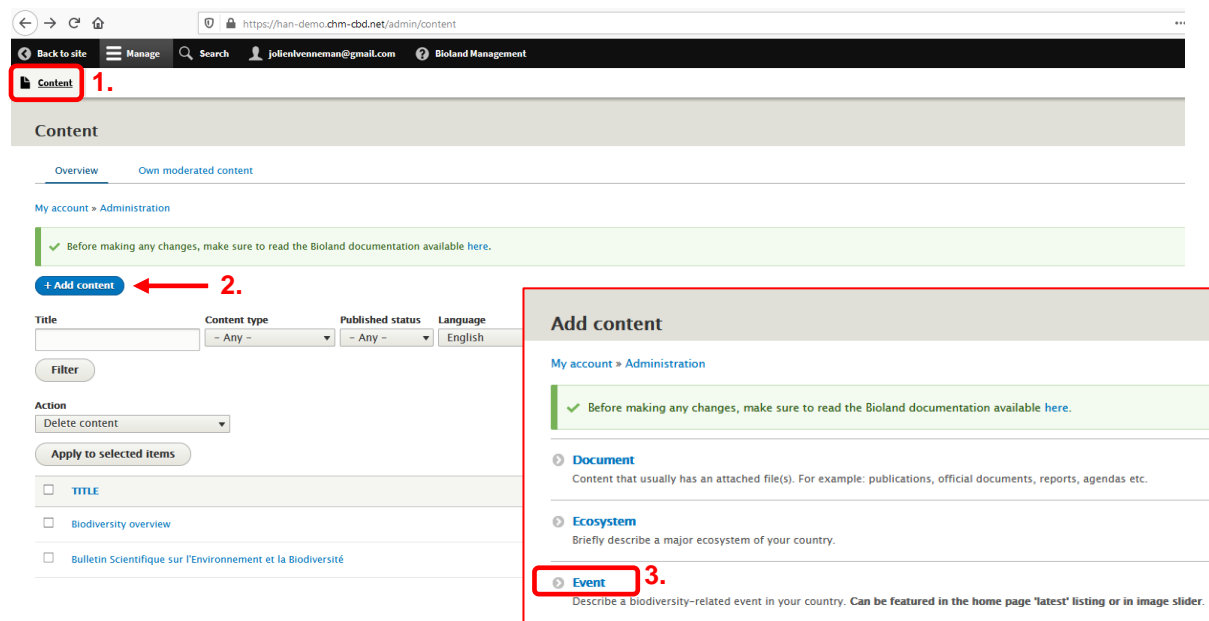 https://han-demo.chm-cbd.net/admin/content
Back to site Manage Search jolienlvenneman@gmail.com Bioland Management
Content 1.
Content
Overview Own moderated content
My account » Administration
Before making any changes, make sure to read the Bioland documentation available here.
+ Add content 2.
Title Content type Published status Language
- Any - - Any - English
Filter
Action
Delete content
Apply to selected items
TITLE
Biodiversity overview
Bulletin Scientifique sur l'Environnement et la Biodiversité
Add content
My account » Administration
Before making any changes, make sure to read the Bioland documentation available here.
Document
Content that usually has an attached file(s). For example: publications, official documents, reports, agendas etc.
Ecosystem
Briefly describe a major ecosystem of your country.
Event 3.
Describe a biodiversity-related event in your country. Can be featured in the home page 'latest' listing or in image slider.